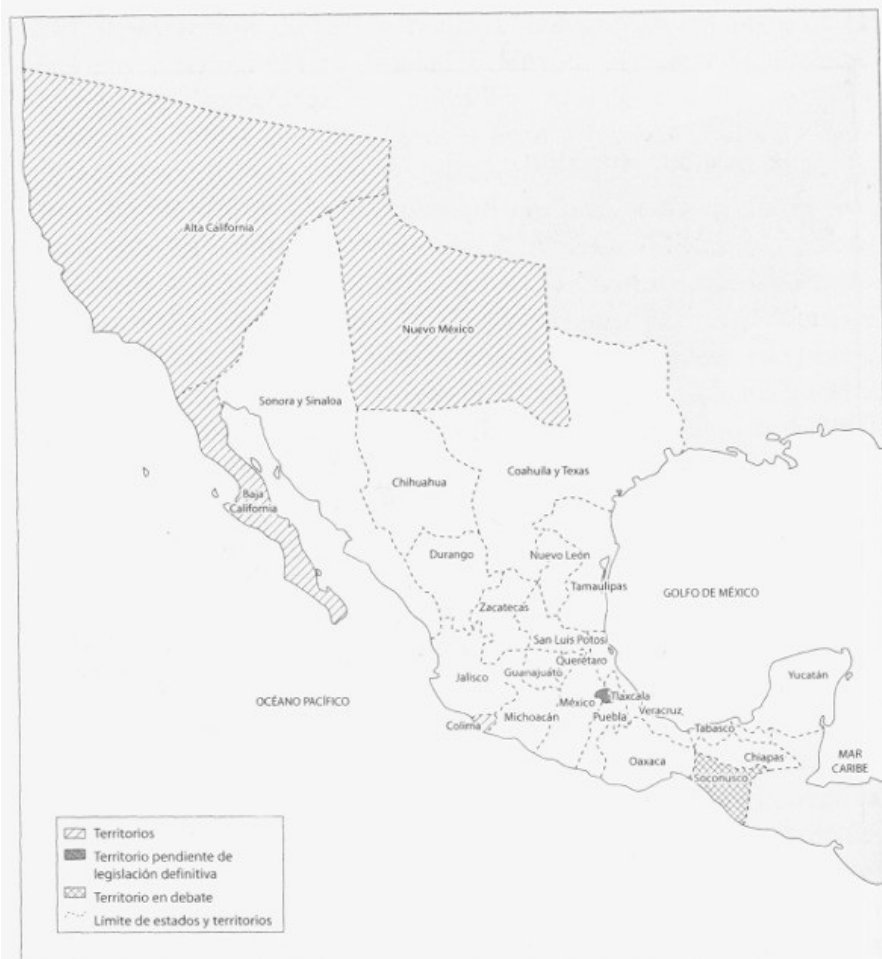 Alta California
Nuevo México
Sonora y Sinaloa
Chihuahua
Coahuila y Texas
Baja
California
Durango
Nuevo León
Tamaulipas
GOLFO DE MÉXICO
Zacatecas
San Luis Potosí
Querétaro
Jalisco
Guanajuato
Yucatán
OCÉANO PACÍFICO
México
Tlaxcala
Colima
Michoacán
Puebla
Veracruz
Tabasco
Oaxaca
Chiapas
MAR
CARIBE
Soconusco
Territorios
Territorio pendiente de
legislación definitiva
Territorio en debate
Límite de estados y territorios